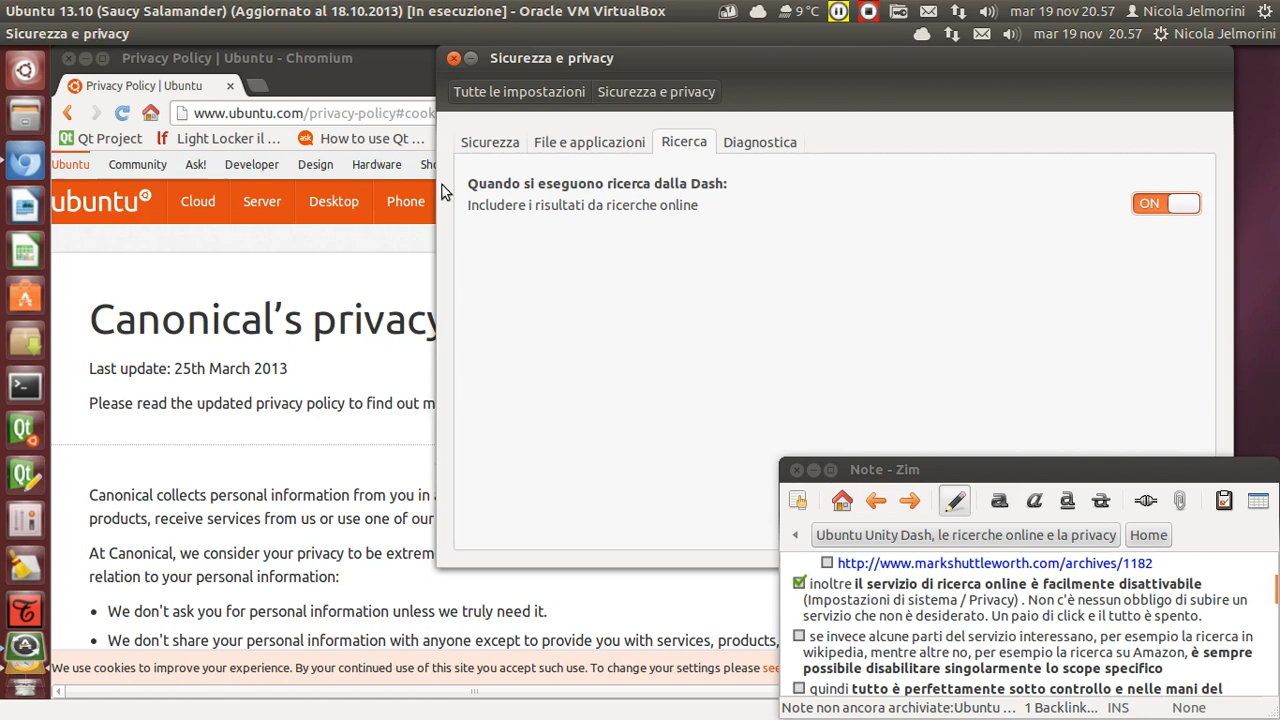 Ubuntu 13.10 (Saucy Salamander) (Aggiornato al 18.10.2013) [In esecuzione] - Oracle VM VirtualBox
9 °C
mar 19 nov 20.57
Nicola Jelmorini
Sicurezza e privacy
mar 19 nov 20.57
Nicola Jelmorini
Privacy Policy | Ubuntu - Chromium
Privacy Policy | Ubuntu
www.ubuntu.com/privacy-policy#cook
Qt Project
Light Locker il ...
How to use Qt ...
Ubuntu
Community
Ask!
Developer
Design
Hardware
Sho
ubuntu
Cloud
Server
Desktop
Phone
Canonical's privacy
Last update: 25th March 2013
Please read the updated privacy policy to find out m
Canonical collects personal information from you in a
products, receive services from us or use one of our
At Canonical, we consider your privacy to be extrem
relation to your personal information:
• We don't ask you for personal information unless we truly need it.
• We don't share your personal information with anyone except to provide you with services, products,
We use cookies to improve your experience. By your continued use of this site you accept such use. To change your settings please see
Sicurezza e privacy
Tutte le impostazioni
Sicurezza e privacy
Sicurezza
File e applicazioni
Ricerca
Diagnostica
Quando si eseguono ricerca dalla Dash:
Includere i risultati da ricerche online
ON
Note - Zim
Ubuntu Unity Dash, le ricerche online e la privacy
Home
http://www.markshuttleworth.com/archives/1182
inoltre il servizio di ricerca online è facilmente disattivabile
(Impostazioni di sistema / Privacy) . Non c'è nessun obbligo di subire un
servizio che non è desiderato. Un paio di click e il tutto è spento.
se invece alcune parti del servizio interessano, per esempio la ricerca in
wikipedia, mentre altre no, per esempio la ricerca su Amazon, è sempre
possibile disabilitare singolarmente lo scope specifico
quindi tutto è perfettamente sotto controllo e nelle mani del
Note non ancora archiviate:Ubuntu ...
1 Backlink...
INS
None